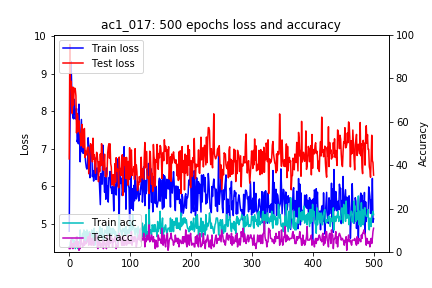 ac1_017: 500 epochs loss and accuracy
Train loss
Test loss
Train acc
Test acc
Loss
Accuracy
10
9
8
7
6
5
100
80
60
40
20
0
0
100
200
300
400
500